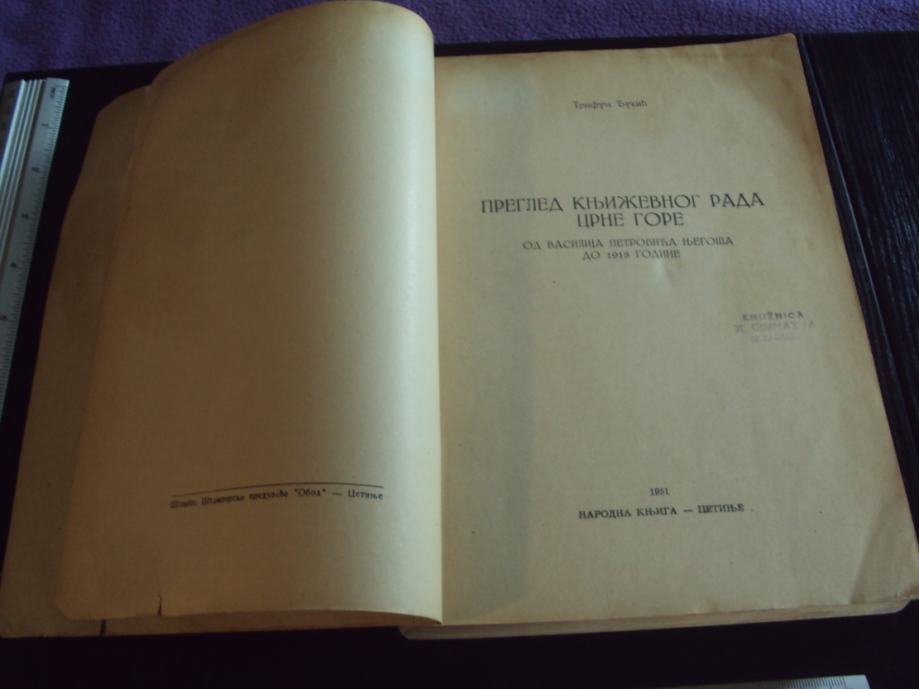 Штампа: Штампарско предузеће "Обод" — Цетиње
Трифун Ђукић
ПРЕГЛЕД КЊИЖЕВНОГ РАДА
ЦРНЕ ГОРЕ
ОД ВАСИЛИЈА ПЕТРОВИЋА ЊЕГОША
ДО 1918 ГОДИНЕ
KNJIŽNICA
1951
НАРОДНА КЊИГА — ЦЕТИЊЕ